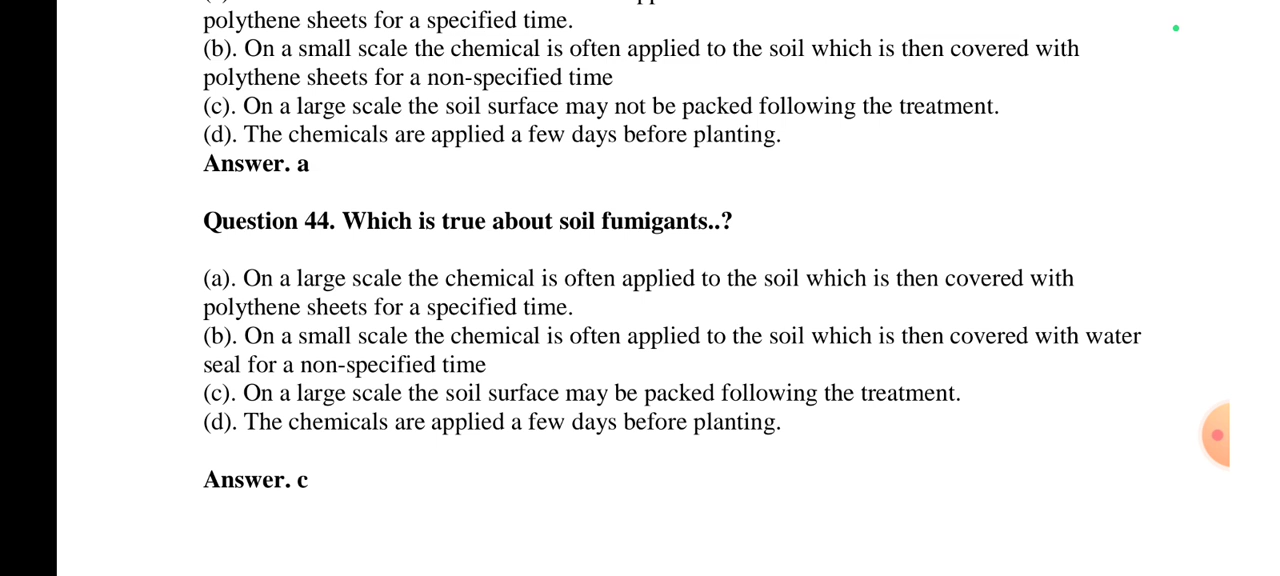 polythene sheets for a specified time.
(b). On a small scale the chemical is often applied to the soil which is then covered with
polythene sheets for a non-specified time
(c). On a large scale the soil surface may not be packed following the treatment.
(d). The chemicals are applied a few days before planting.
Answer. a
Question 44. Which is true about soil fumigants..?
(a). On a large scale the chemical is often applied to the soil which is then covered with
polythene sheets for a specified time.
(b). On a small scale the chemical is often applied to the soil which is then covered with water
seal for a non-specified time
(c). On a large scale the soil surface may be packed following the treatment.
(d). The chemicals are applied a few days before planting.
Answer. c